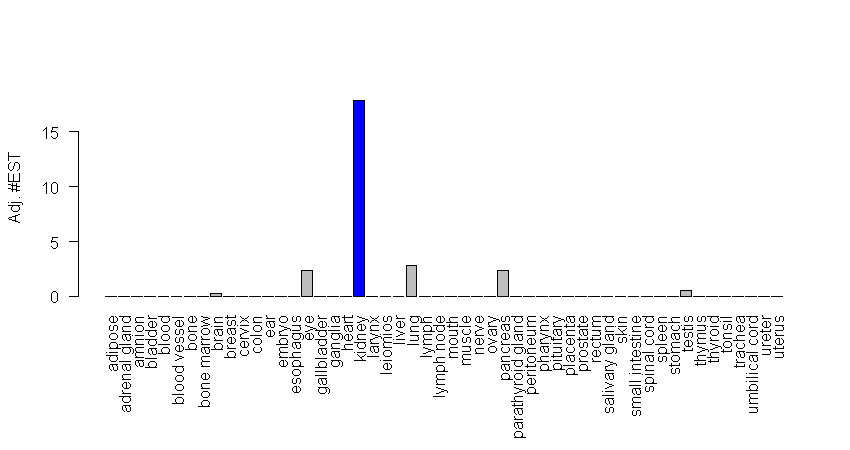 Adj. #EST
15
10
5
0
adipose
adrenal gland
amnion
bladder
blood
blood vessel
bone
bone marrow
brain
breast
cervix
colon
ear
embryo
esophagus
eye
gallbladder
ganglia
heart
kidney
larynx
leiomios
liver
lung
lymph
lymph node
mouth
muscle
nerve
ovary
pancreas
parathyroid gland
peritoneum
pharynx
pituitary
placenta
prostate
rectum
salivary gland
skin
small intestine
spinal cord
spleen
stomach
testis
thymus
thyroid
tonsil
trachea
umbilical cord
ureter
uterus